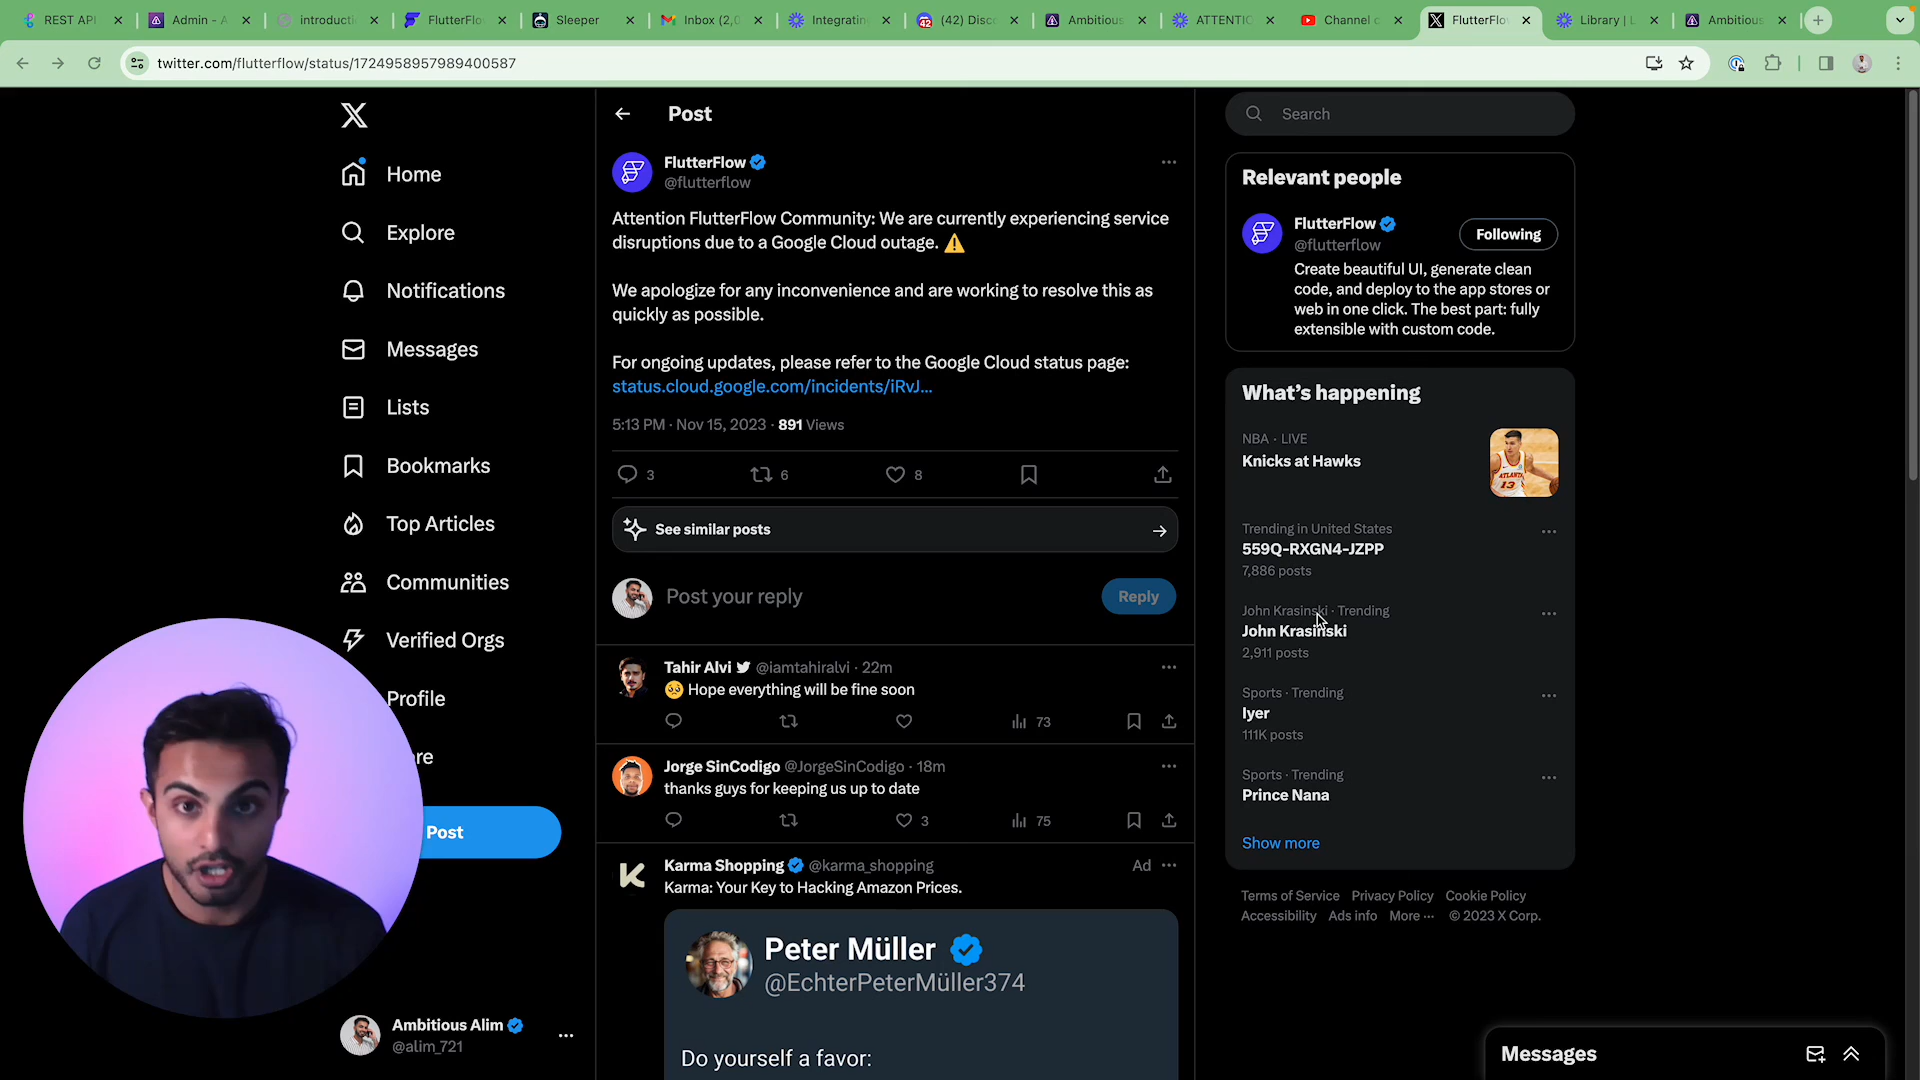 REST API
Admin - A
introducti
FlutterFlo
Sleeper
Inbox (2,0
Integratin
42
(42) Disc
Ambitious
ATTENTIO
Channel c
FlutterFlo
Library | L
Ambitious
twitter.com/flutterflow/status/1724958957989400587
Home
Explore
Notifications
Messages
Lists
Bookmarks
Top Articles
Communities
Verified Orgs
Profile
re
Post
Ambitious Alim
@alim_721
Post
FlutterFlow
@flutterflow
Attention FlutterFlow Community: We are currently experiencing service
disruptions due to a Google Cloud outage. ⚠️
We apologize for any inconvenience and are working to resolve this as
quickly as possible.
For ongoing updates, please refer to the Google Cloud status page:
status.cloud.google.com/incidents/iRvJ...
5:13 PM · Nov 15, 2023 · 891 Views
3 6 8
See similar posts
Post your reply
Reply
Tahir Alvi @iamtahiralvi · 22m
🥺 Hope everything will be fine soon
73
Jorge SinCodigo @JorgeSinCodigo · 18m
thanks guys for keeping us up to date
3 75
Karma Shopping @karma_shopping Ad
Karma: Your Key to Hacking Amazon Prices.
Peter Müller
@EchterPeterMüller374
Do yourself a favor:
Search
Relevant people
FlutterFlow
@flutterflow
Following
Create beautiful UI, generate clean
code, and deploy to the app stores or
web in one click. The best part: fully
extensible with custom code.
What's happening
NBA · LIVE
Knicks at Hawks
ATLANTA
13
Trending in United States
559Q-RXGN4-JZPP
7,886 posts
John Krasinski · Trending
John Krasinski
2,911 posts
Sports · Trending
Iyer
111K posts
Sports · Trending
Prince Nana
Show more
Terms of Service Privacy Policy Cookie Policy
Accessibility Ads info More ··· © 2023 X Corp.
Messages